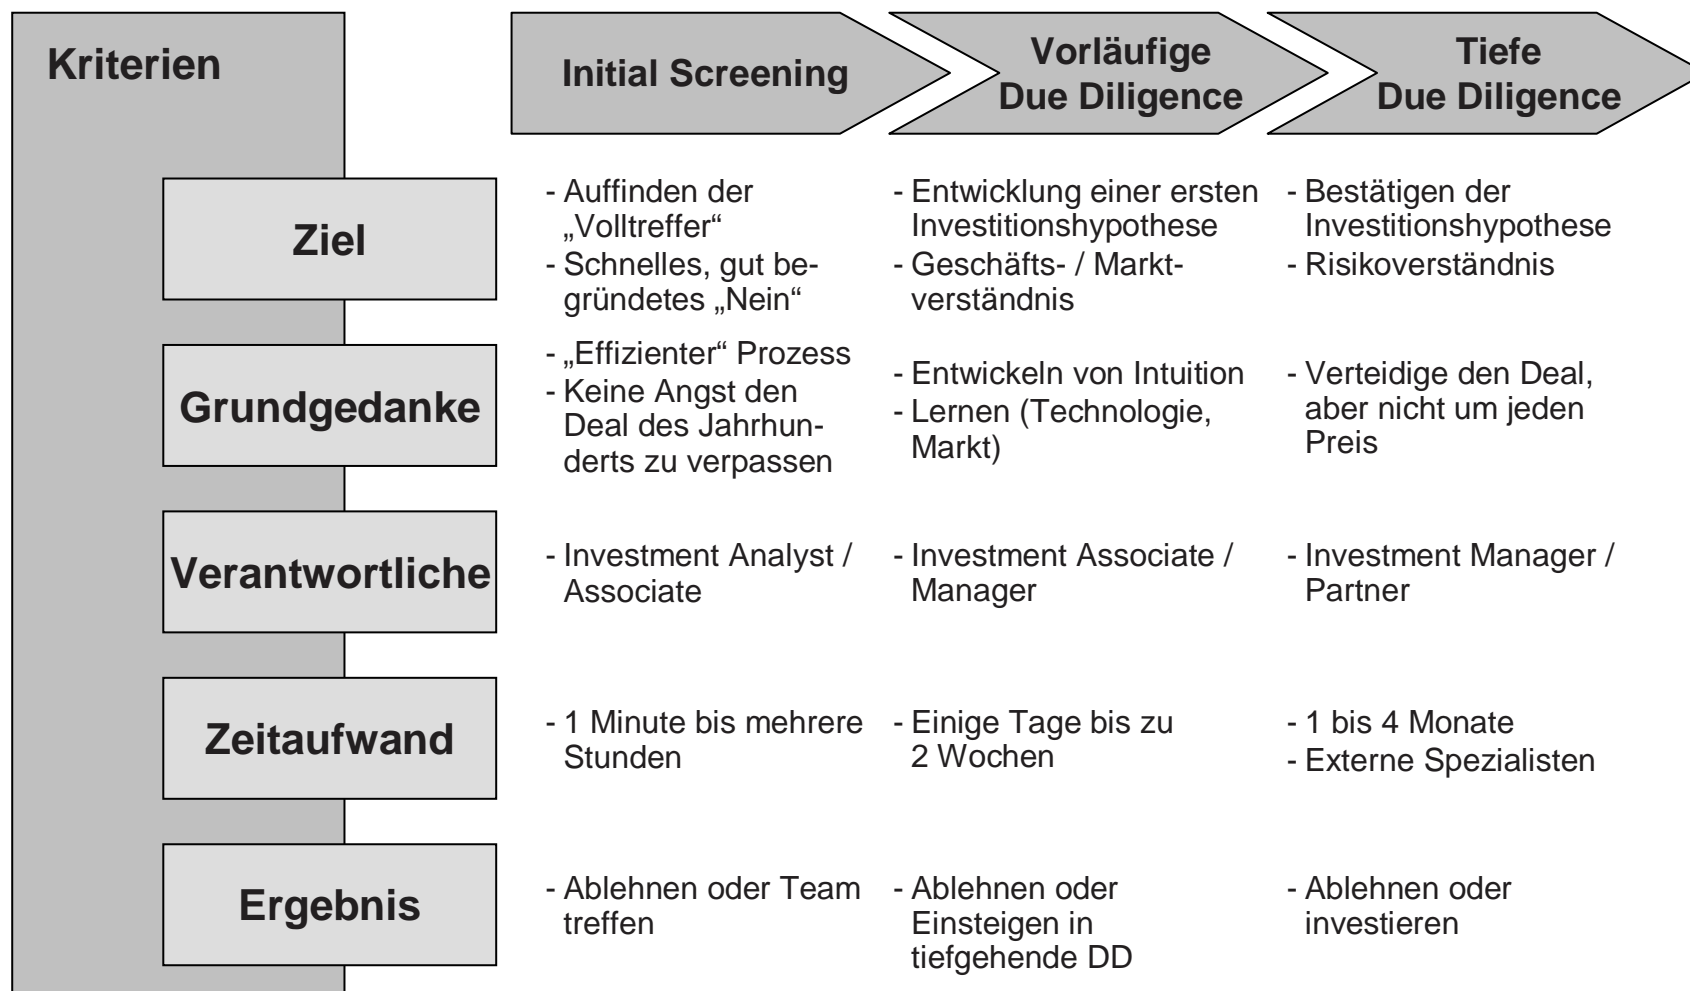 Kriterien
Initial Screening
Vorläufige
Due Diligence
Tiefe
Due Diligence
Ziel
- Auffinden der
„Volltreffer“
- Schnelles, gut be-
gründetes „Nein“
- Entwicklung einer ersten
Investitionshypothese
- Geschäfts- / Markt-
verständnis
- Bestätigen der
Investitionshypothese
- Risikoverständnis
Grundgedanke
- „Effizienter“ Prozess
- Keine Angst den
Deal des Jahrhun-
derts zu verpassen
- Entwickeln von Intuition
- Lernen (Technologie,
Markt)
- Verteidige den Deal,
aber nicht um jeden
Preis
Verantwortliche
- Investment Analyst /
Associate
- Investment Associate /
Manager
- Investment Manager /
Partner
Zeitaufwand
- 1 Minute bis mehrere
Stunden
- Einige Tage bis zu
2 Wochen
- 1 bis 4 Monate
- Externe Spezialisten
Ergebnis
- Ablehnen oder Team
treffen
- Ablehnen oder
Einsteigen in
tiefgehende DD
- Ablehnen oder
investieren